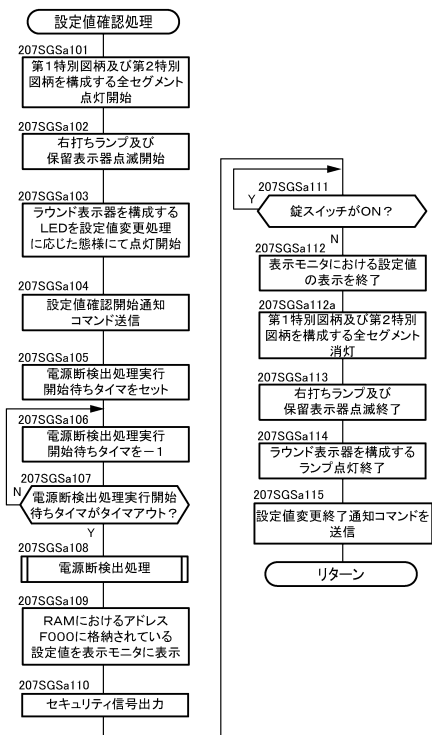 設定値確認処理
207SGSa101
第1特別図柄及び第2特別
図柄を構成する全セグメント
点灯開始
207SGSa102
右打ちランプ及び
保留表示器点滅開始
207SGSa103
ラウンド表示器を構成する
LEDを設定値変更処理
に応じた態様にて点灯開始
207SGSa104
設定値確認開始通知
コマンド送信
207SGSa105
電源断検出処理実行
開始待ちタイマをセット
207SGSa106
電源断検出処理実行
開始待ちタイマを－1
207SGSa107
N
電源断検出処理実行開始
待ちタイマがタイムアウト？
Y
207SGSa108
電源断検出処理
207SGSa109
RAMにおけるアドレス
F000に格納されている
設定値を表示モニタに表示
207SGSa110
セキュリティ信号出力
207SGSa111
Y
錠スイッチがON？
N
207SGSa112
表示モニタにおける設定値
の表示を終了
207SGSa112a
第1特別図柄及び第2特別
図柄を構成する全セグメント
消灯
207SGSa113
右打ちランプ及び
保留表示器点滅終了
207SGSa114
ラウンド表示器を構成する
ランプ点灯終了
207SGSa115
設定値変更終了通知コマンドを
送信
リターン